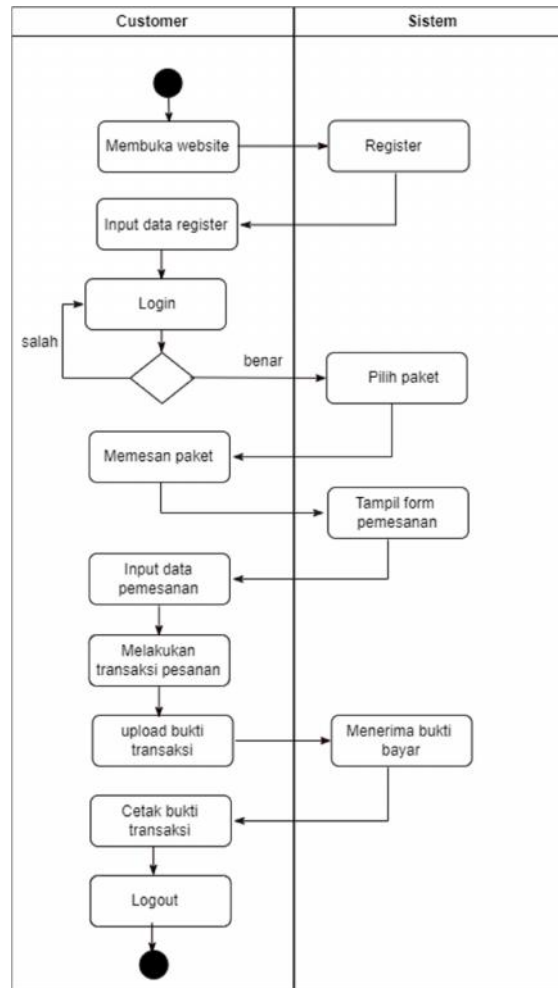 Customer
Sistem
Membuka website
Register
Input data register
Login
salah
benar
Pilih paket
Memesan paket
Tampil form
pemesanan
Input data
pemesanan
Melakukan
transaksi pesanan
upload bukti
transaksi
Menerima bukti
bayar
Cetak bukti
transaksi
Logout